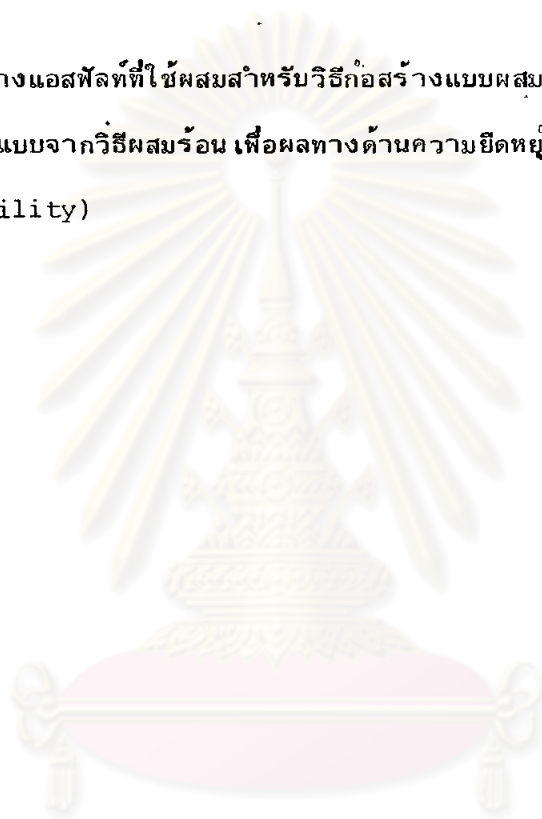 างแอสฟัลท์ที่ใช้ผสมสำหรับวิธีก่อสร้างแบบผสม
แบบจากวิธีผสมร้อน เพื่อผลทางด้านความยืดหยุ่
ility)